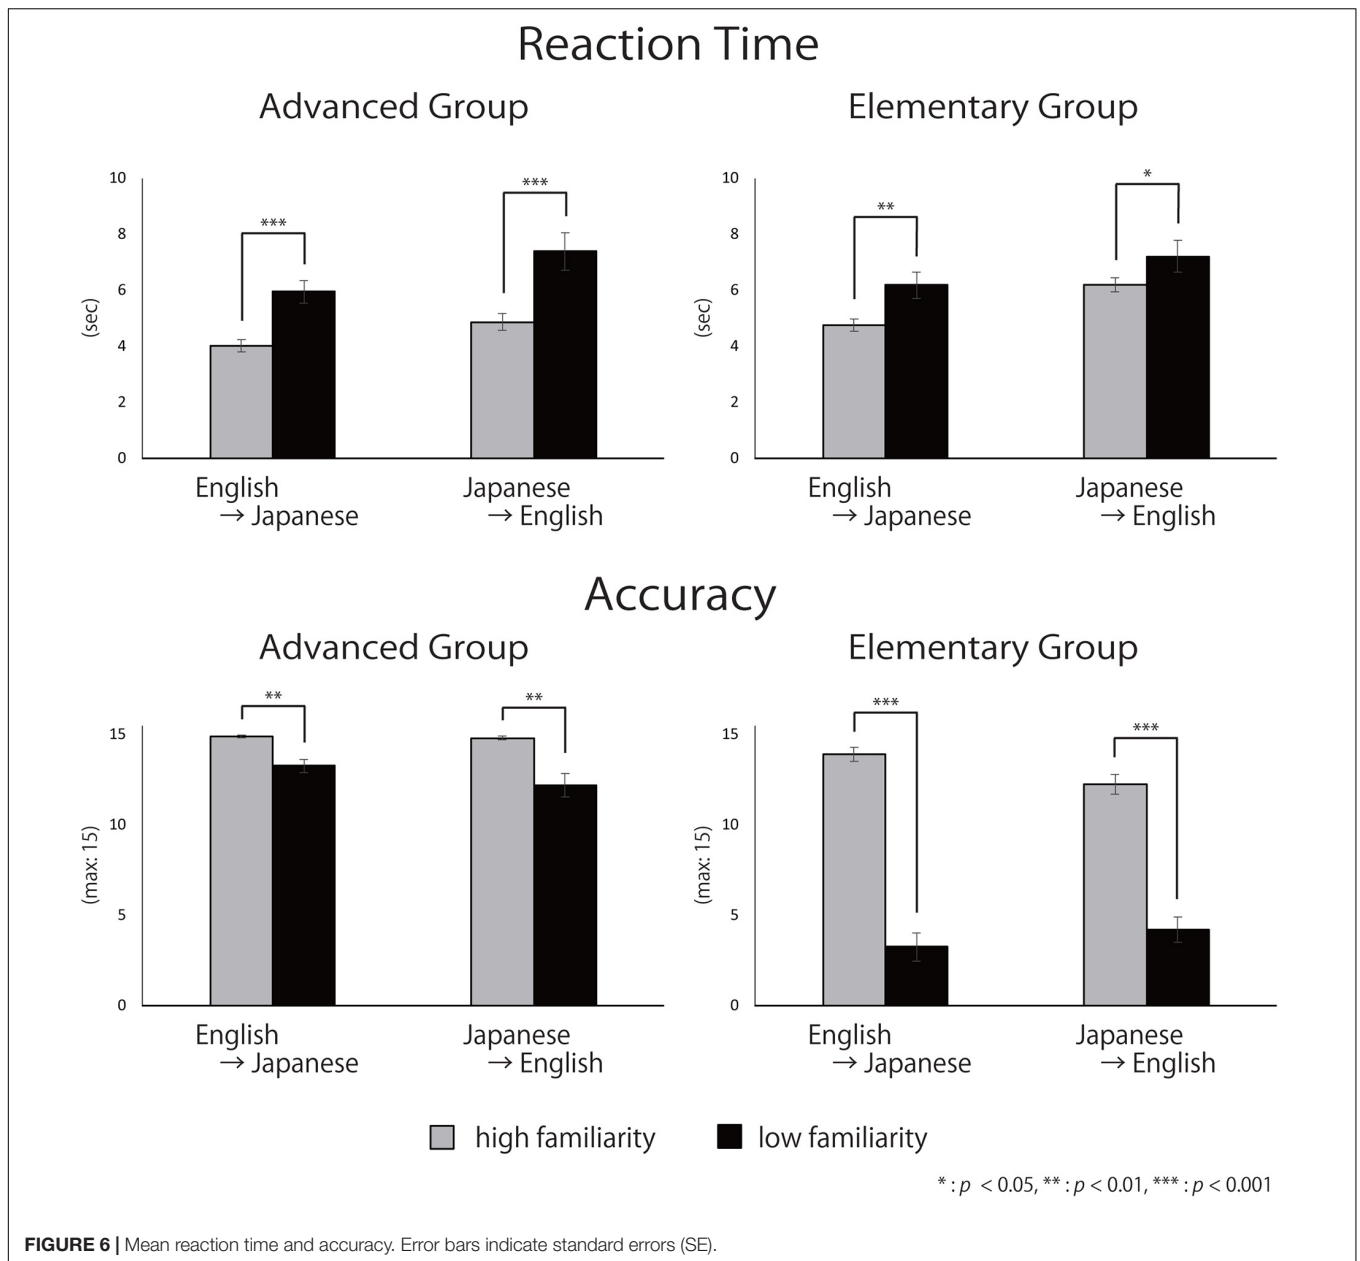 Reaction Time
Advanced Group
Elementary Group
10
8
6
4
2
0
(sec)
***
***
English
→ Japanese
Japanese
→ English
10
8
6
4
2
0
(sec)
**
*
English
→ Japanese
Japanese
→ English
Accuracy
Advanced Group
Elementary Group
15
10
5
0
(max: 15)
**
**
English
→ Japanese
Japanese
→ English
15
10
5
0
(max: 15)
***
***
English
→ Japanese
Japanese
→ English
high familiarity
low familiarity
* : p < 0.05, ** : p < 0.01, *** : p < 0.001
FIGURE 6 | Mean reaction time and accuracy. Error bars indicate standard errors (SE).